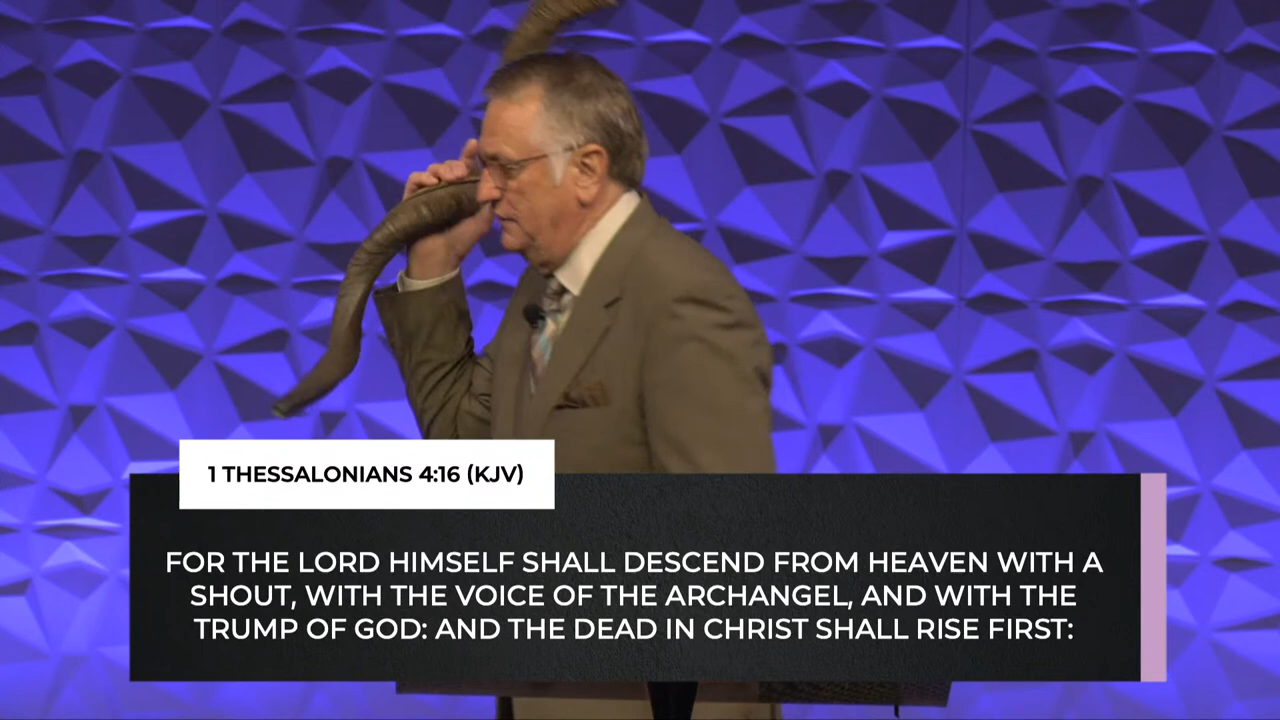 1 THESSALONIANS 4:16 (KJV)
FOR THE LORD HIMSELF SHALL DESCEND FROM HEAVEN WITH A
SHOUT, WITH THE VOICE OF THE ARCHANGEL, AND WITH THE
TRUMP OF GOD: AND THE DEAD IN CHRIST SHALL RISE FIRST: